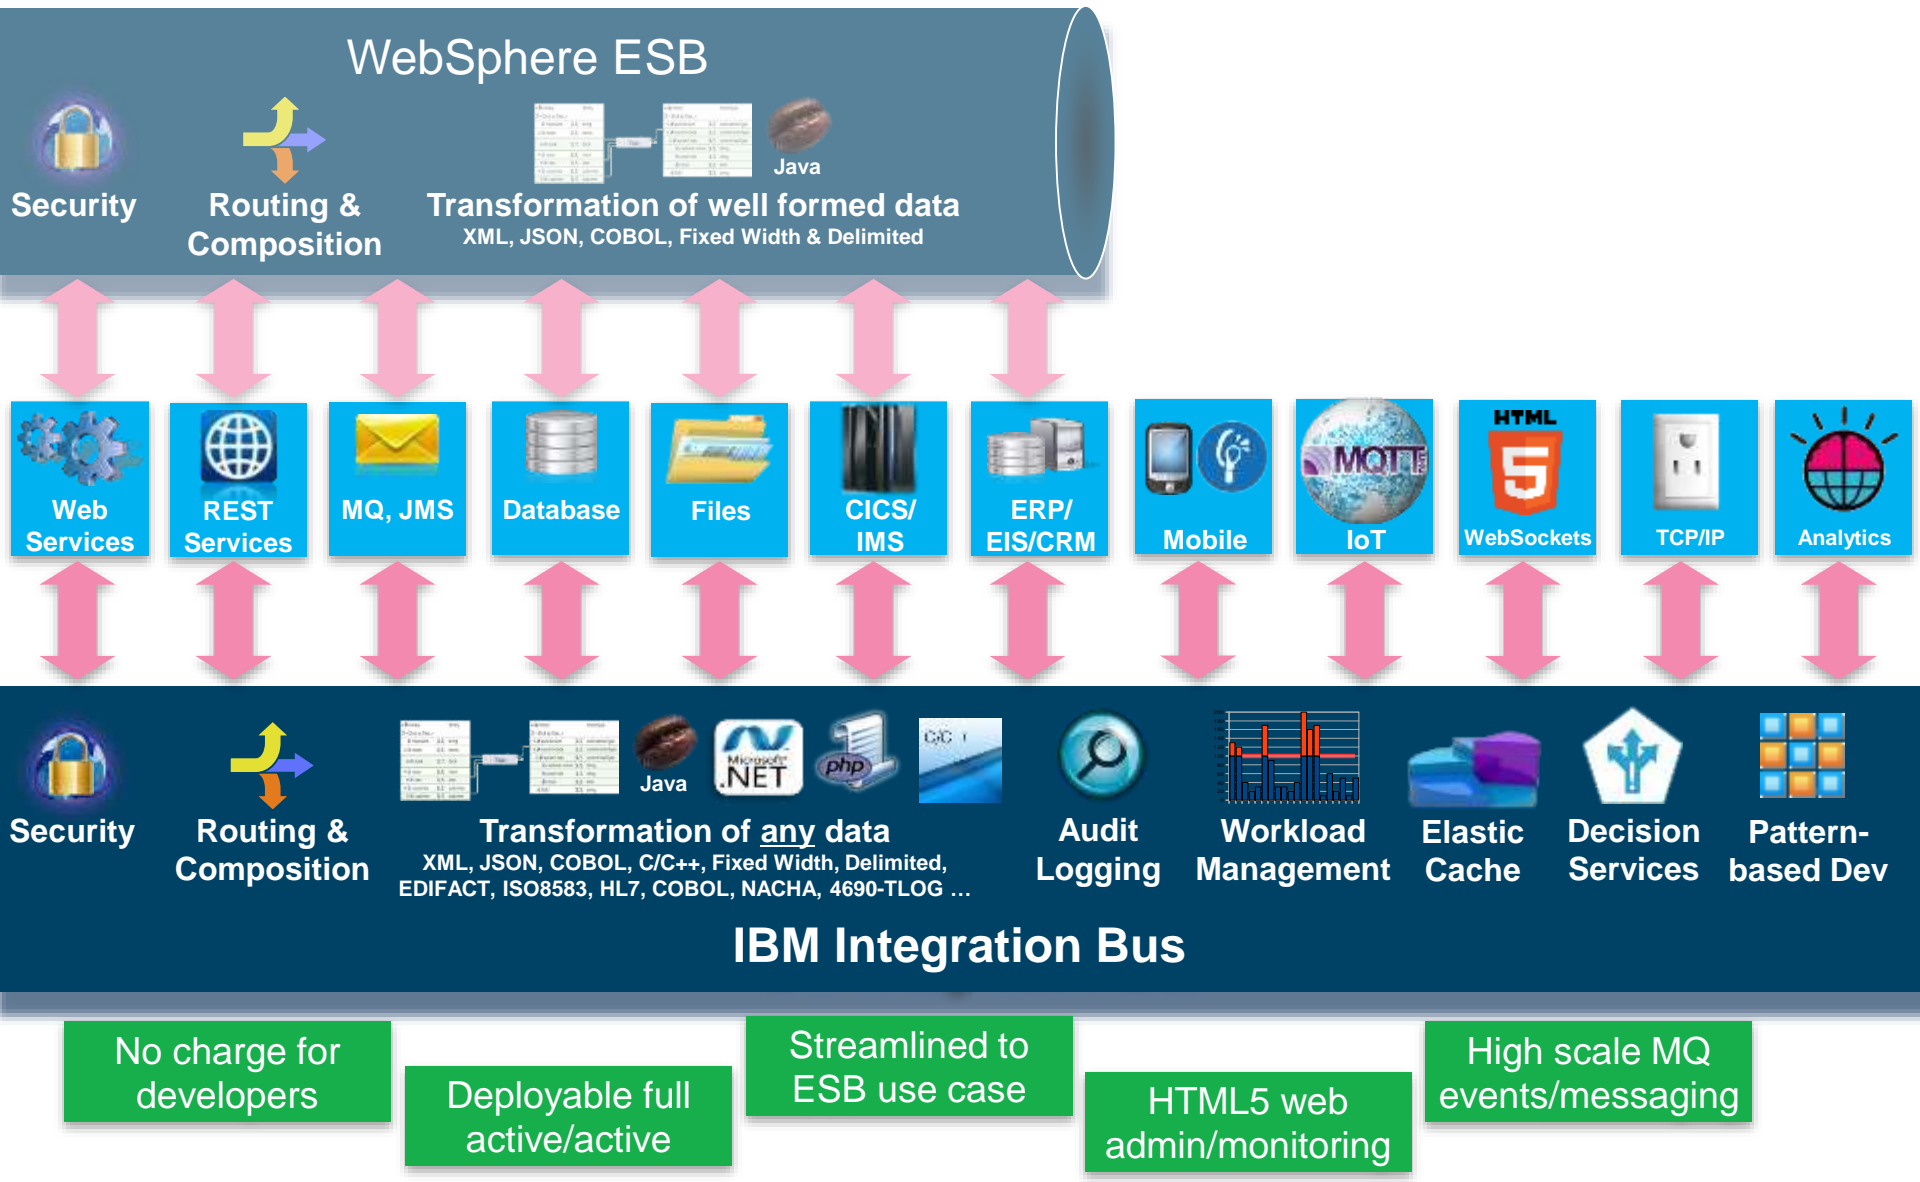 WebSphere ESB
Java
Security
Routing &
Composition
Transformation of well formed data
XML, JSON, COBOL, Fixed Width & Delimited
Web
Services
REST
Services
MQ, JMS
Database
Files
CICS/
IMS
ERP/
EIS/CRM
Mobile
MQTT
IoT
HTML
5
WebSockets
TCP/IP
Analytics
Security
Routing &
Composition
Java
Microsoft
.NET
php
C/C++
Transformation of any data
XML, JSON, COBOL, C/C++, Fixed Width, Delimited,
EDIFACT, ISO8583, HL7, COBOL, NACHA, 4690-TLOG ...
Audit
Logging
Workload
Management
Elastic
Cache
Decision
Services
Pattern-
based Dev
IBM Integration Bus
No charge for
developers
Deployable full
active/active
Streamlined to
ESB use case
HTML5 web
admin/monitoring
High scale MQ
events/messaging